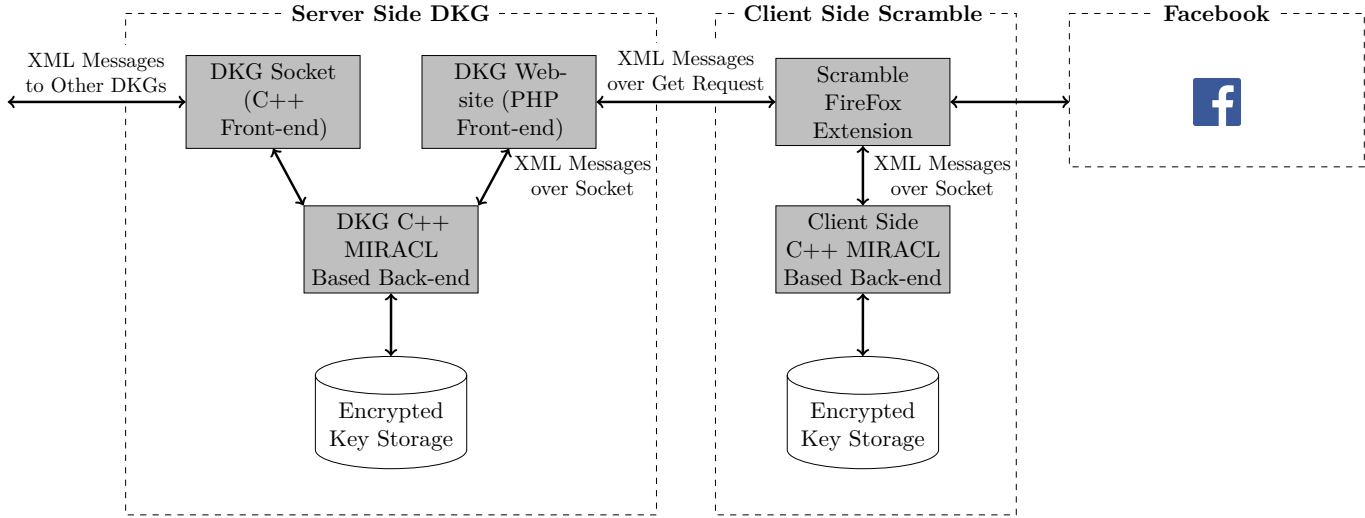 Server Side DKG
Client Side Scramble
Facebook
XML Messages
to Other DKGs
DKG Socket
(C++
Front-end)
DKG Web-
site (PHP
Front-end)
XML Messages
over Get Request
Scramble
FireFox
Extension
XML Messages
over Socket
XML Messages
over Socket
DKG C++
MIRACL
Based Back-end
Client Side
C++ MIRACL
Based Back-end
Encrypted
Key Storage
Encrypted
Key Storage